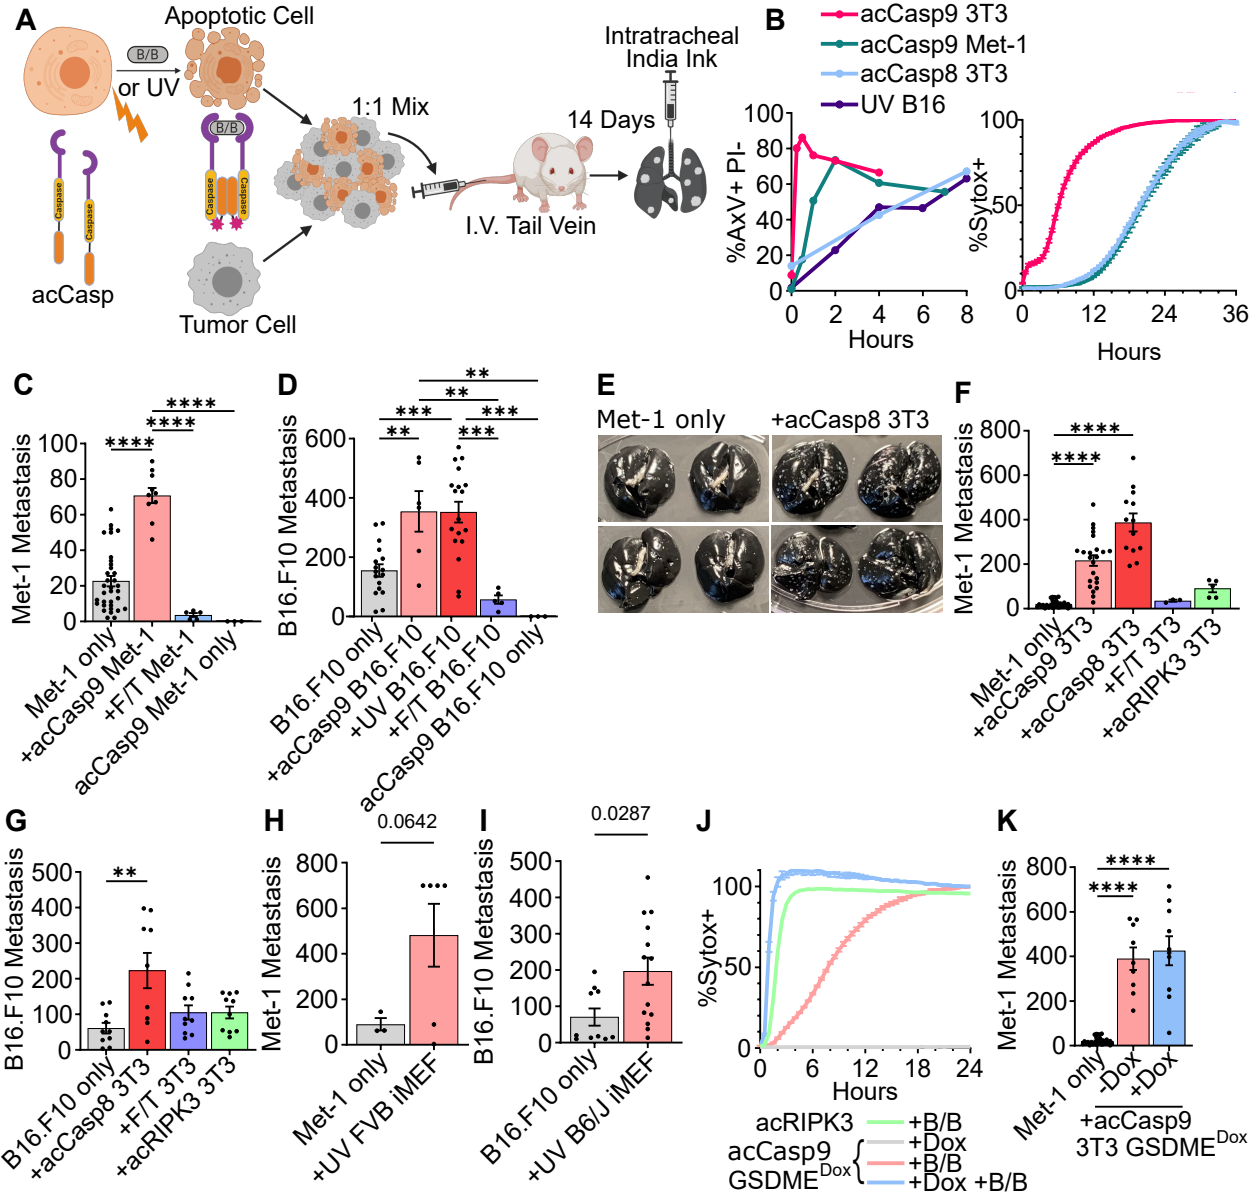 A
Apoptotic Cell
B/B
or UV
B/B
Caspase
Caspase
Caspase
Caspase
acCasp
Tumor Cell
1:1 Mix
I.V. Tail Vein
14 Days
Intratracheal
India Ink
B
acCasp9 3T3
acCasp9 Met-1
acCasp8 3T3
UV B16
%AxV+ PI-
100
80
60
40
20
0
0 2 4 6 8
Hours
%Sytox+
100
50
0
0 12 24 36
Hours
C
Met-1 Metastasis
100
80
60
40
20
0
****
****
****
Met-1 only
+acCasp9 Met-1
+F/T Met-1
acCasp9 Met-1 only
D
B16.F10 Metastasis
600
400
200
0
**
**
*** ***
** ***
B16.F10 only
+acCasp9 B16.F10
+UV B16.F10
+F/T B16.F10
acCasp9 B16.F10 only
E
Met-1 only +acCasp8 3T3
F
Met-1 Metastasis
800
600
400
200
0
****
****
Met-1 only
+acCasp9 3T3
+acCasp8 3T3
+F/T 3T3
+acRIPK3 3T3
G
B16.F10 Metastasis
500
400
300
200
100
0
**
B16.F10 only
+acCasp8 3T3
+F/T 3T3
+acRIPK3 3T3
H
Met-1 Metastasis
800
600
400
200
0
0.0642
Met-1 only
+UV FVB iMEF
I
B16.F10 Metastasis
500
400
300
200
100
0
0.0287
B16.F10 only
+UV B6/J iMEF
J
%Sytox+
100
50
0
0 6 12 18 24
Hours
acRIPK3 +B/B
acCasp9
GSDME^Dox
+Dox
+B/B
+Dox +B/B
K
Met-1 Metastasis
800
600
400
200
0
****
****
Met-1 only
-Dox
+Dox
+acCasp9
3T3 GSDME^Dox